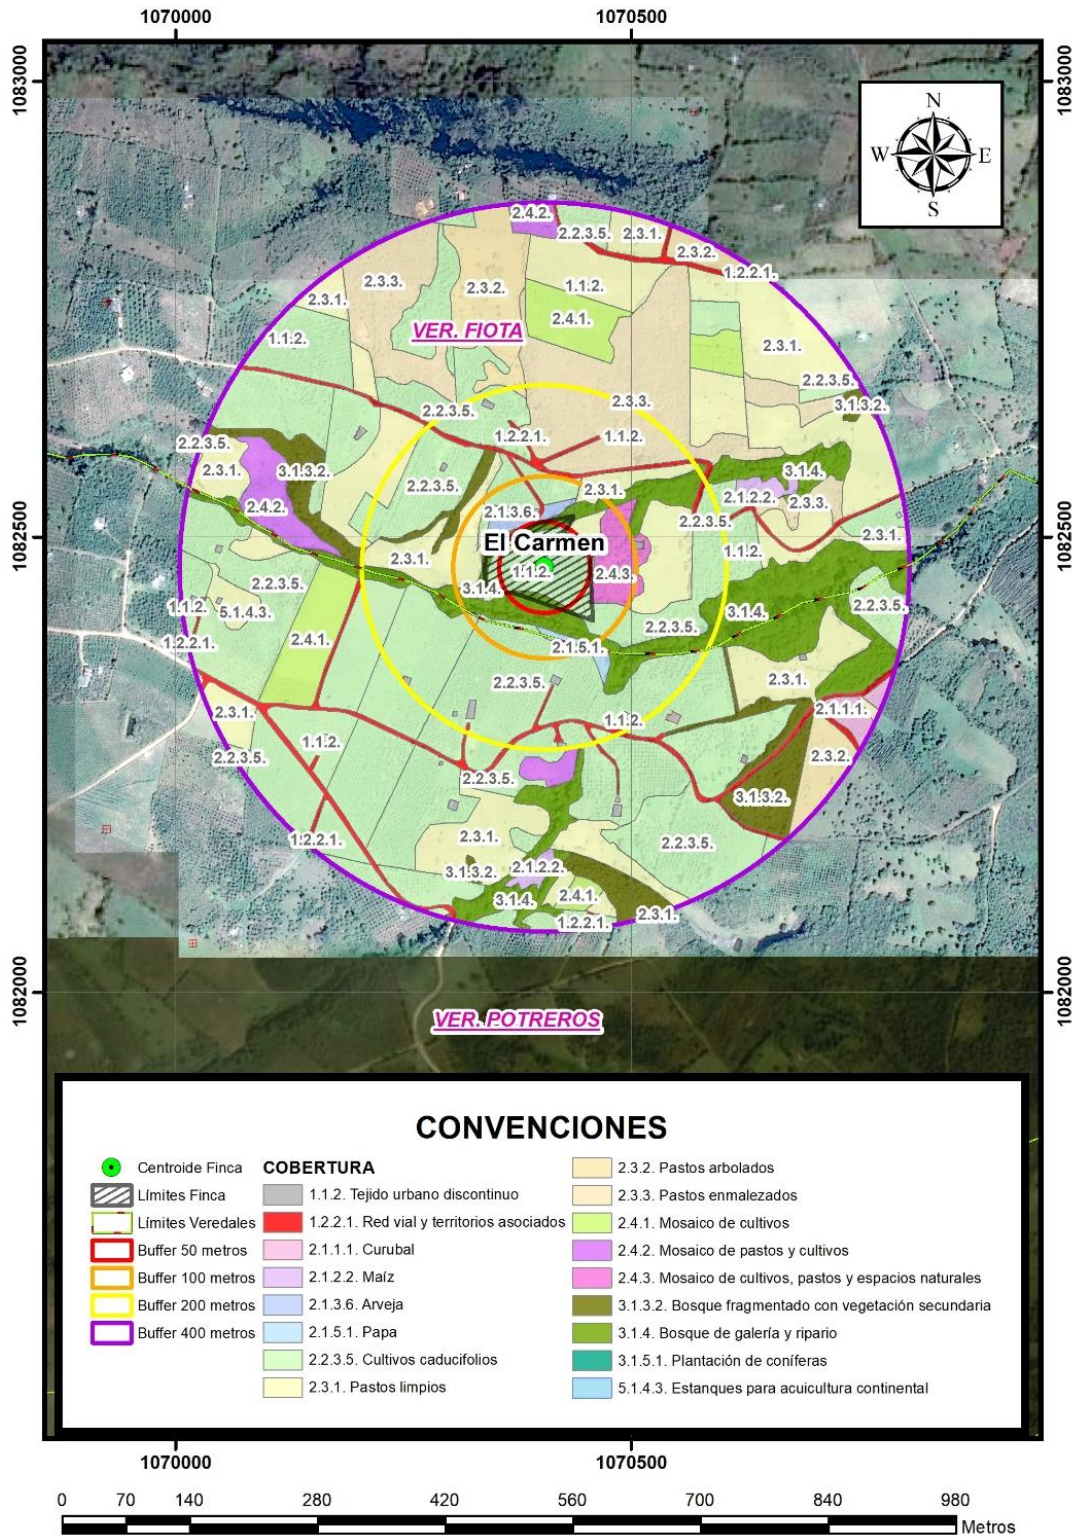 1070000 1070500
1083000 1083000
N
W E
S
2.4.2.
2.2.3.5. 2.3.1.
2.3.2.
2.3.3. 1.2.2.1.
2.3.1. 2.3.2. 1.1.2.
2.4.1.
1.1.2. VER. FIOTA
2.3.1.
2.2.3.5.
2.2.3.5. 2.3.3. 3.1.3.2.
2.2.3.5. 1.2.2.1. 1.1.2.
2.3.1. 3.1.3.2. 3.1.4.
2.2.3.5. 2.3.1. 2.1.2.2. 2.3.3.
2.4.2. 2.1.3.6. 2.2.3.5.
1082500 1082500
El Carmen 2.3.1.
2.3.1. 1.1.2. 2.4.3. 1.1.2.
2.2.3.5. 3.1.4.
1.1.2. 5.1.4.3. 3.1.4. 2.2.3.5.
1.2.2.1. 2.4.1. 2.1.5.1. 2.2.3.5.
2.2.3.5. 2.3.1.
2.3.1. 1.1.2. 2.1.1.1.
1.1.2.
2.2.3.5. 2.2.3.5. 2.3.2.
3.1.3.2.
1.2.2.1. 2.3.1. 2.2.3.5.
3.1.3.2. 2.1.2.2.
3.1.4. 2.4.1.
1.2.2.1. 2.3.1.
1082000 1082000
VER. POTREROS
CONVENCIONES
Centroide Finca
Límites Finca
Límites Veredales
Buffer 50 metros
Buffer 100 metros
Buffer 200 metros
Buffer 400 metros
COBERTURA
1.1.2. Tejido urbano discontinuo
1.2.2.1. Red vial y territorios asociados
2.1.1.1. Curubal
2.1.2.2. Maíz
2.1.3.6. Arveja
2.1.5.1. Papa
2.2.3.5. Cultivos caducifolios
2.3.1. Pastos limpios
2.3.2. Pastos arbolados
2.3.3. Pastos enmalezados
2.4.1. Mosaico de cultivos
2.4.2. Mosaico de pastos y cultivos
2.4.3. Mosaico de cultivos, pastos y espacios naturales
3.1.3.2. Bosque fragmentado con vegetación secundaria
3.1.4. Bosque de galería y ripario
3.1.5.1. Plantación de coníferas
5.1.4.3. Estanques para acuicultura continental
1070000 1070500
0 70 140 280 420 560 700 840 980
Metros